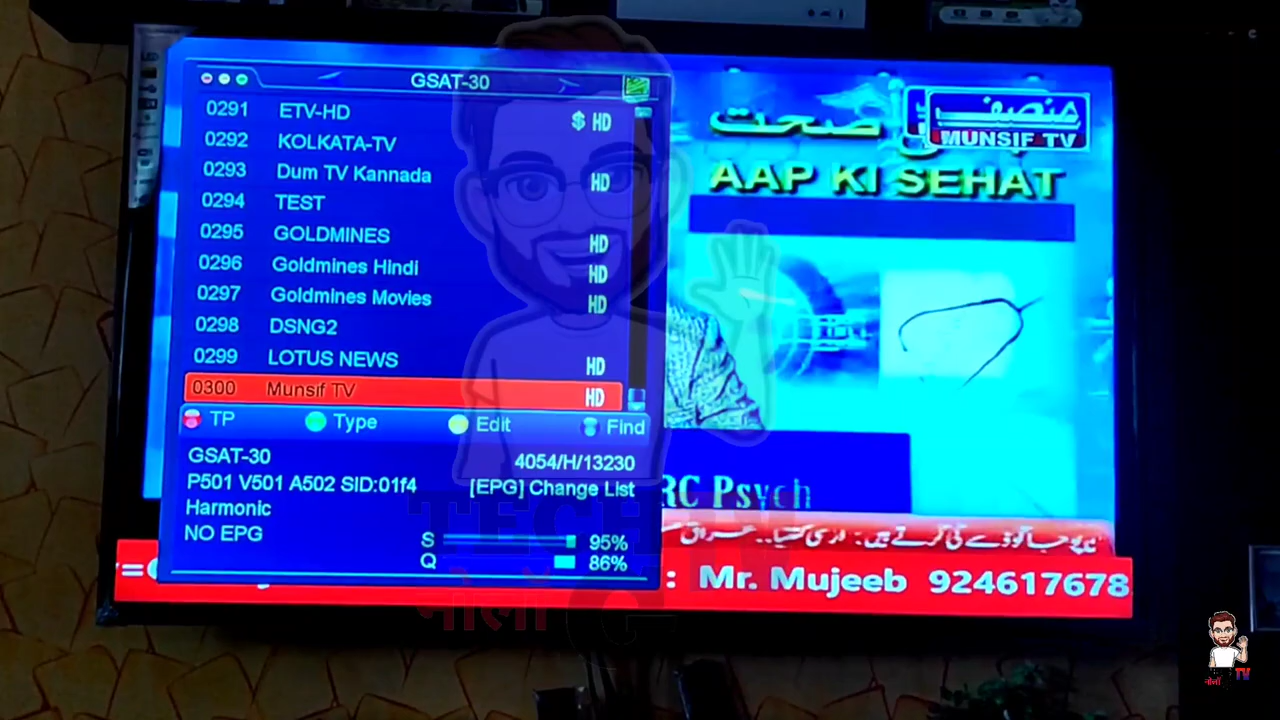 GSAT-30
0291 ETV-HD $ HD
0292 KOLKATA-TV
0293 Dum TV Kannada HD
0294 TEST
0295 GOLDMINES HD
0296 Goldmines Hindi HD
0297 Goldmines Movies HD
0298 DSNG2
0299 LOTUS NEWS HD
0300 Munsif TV HD
TP Type Edit Find
GSAT-30 4054/H/13230
P501 V501 A502 SID:01f4 [EPG] Change List
Harmonic
NO EPG
S 95%
Q 86%
منصف
MUNSIF TV
صحت
AAP KI SEHAT
RC Psych
: Mr. Mujeeb 924617678
TECH
TV